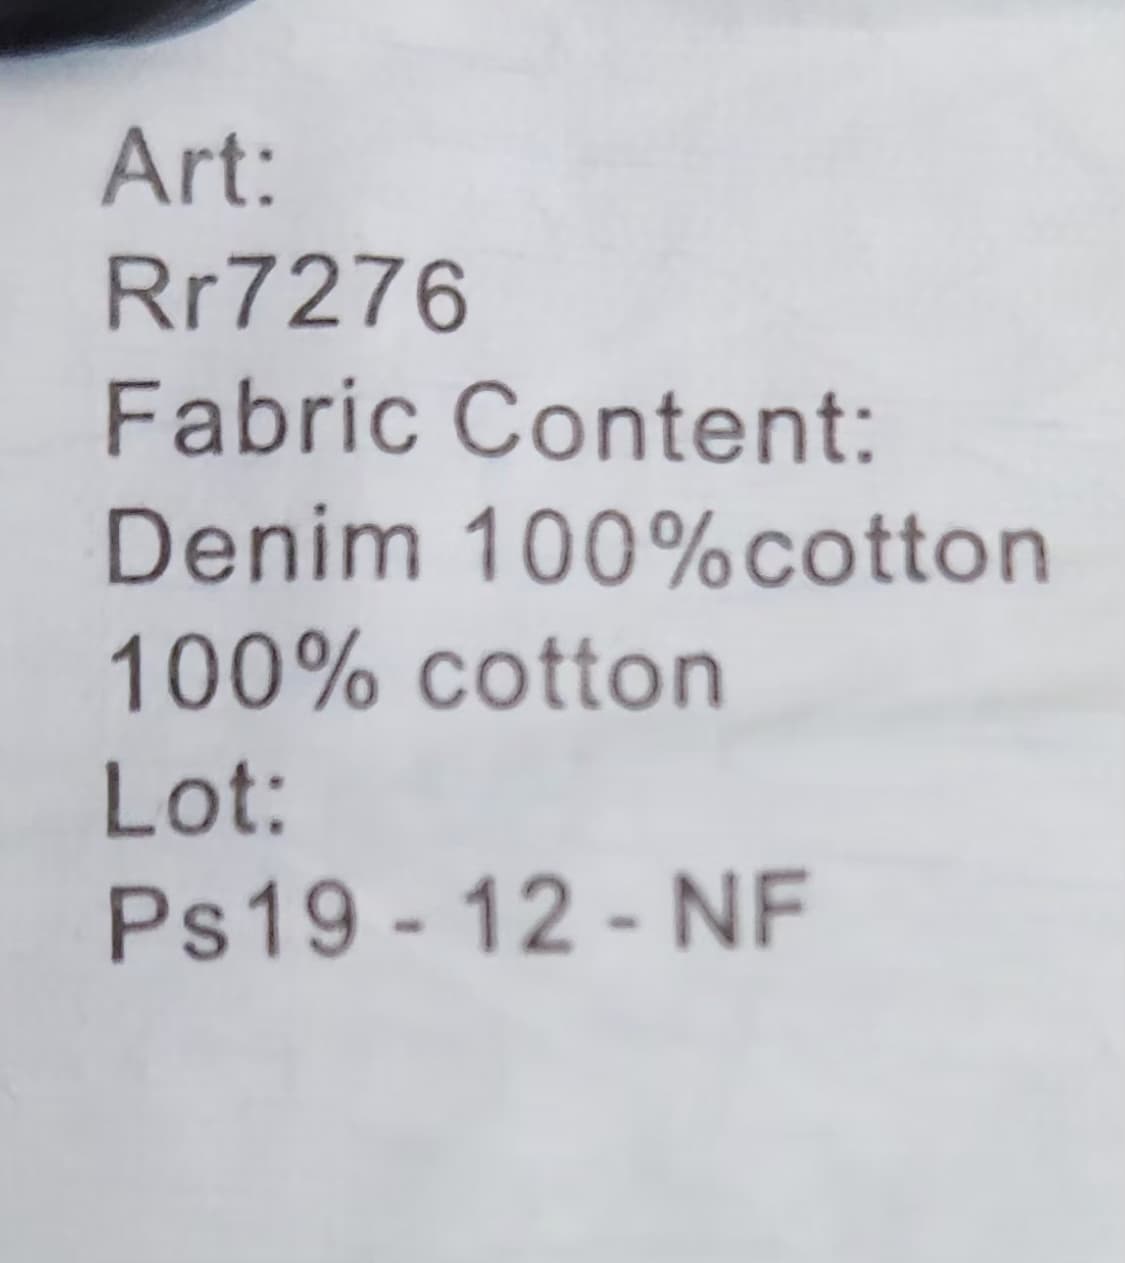 Art:
Rr7276
Fabric Content:
Denim 100%cotton
100% cotton
Lot:
Ps19 - 12 - NF